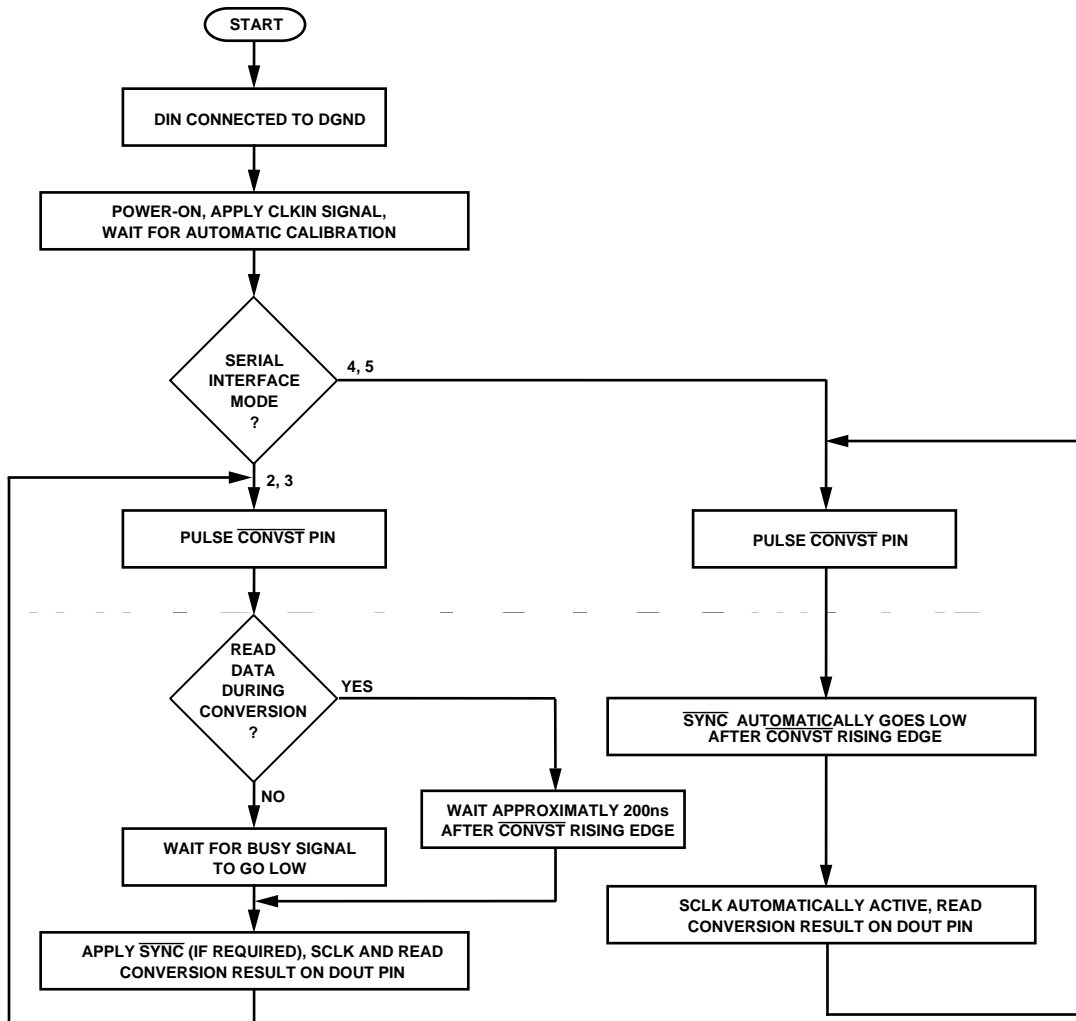 START
DIN CONNECTED TO DGND
POWER-ON, APPLY CLKIN SIGNAL,
WAIT FOR AUTOMATIC CALIBRATION
SERIAL
INTERFACE
MODE
?
4, 5
2, 3
PULSE CONVST PIN
PULSE CONVST PIN
READ
DATA
DURING
CONVERSION
?
YES
NO
SYNC AUTOMATICALLY GOES LOW
AFTER CONVST RISING EDGE
WAIT APPROXIMATLY 200ns
AFTER CONVST RISING EDGE
WAIT FOR BUSY SIGNAL
TO GO LOW
SCLK AUTOMATICALLY ACTIVE, READ
CONVERSION RESULT ON DOUT PIN
APPLY SYNC (IF REQUIRED), SCLK AND READ
CONVERSION RESULT ON DOUT PIN